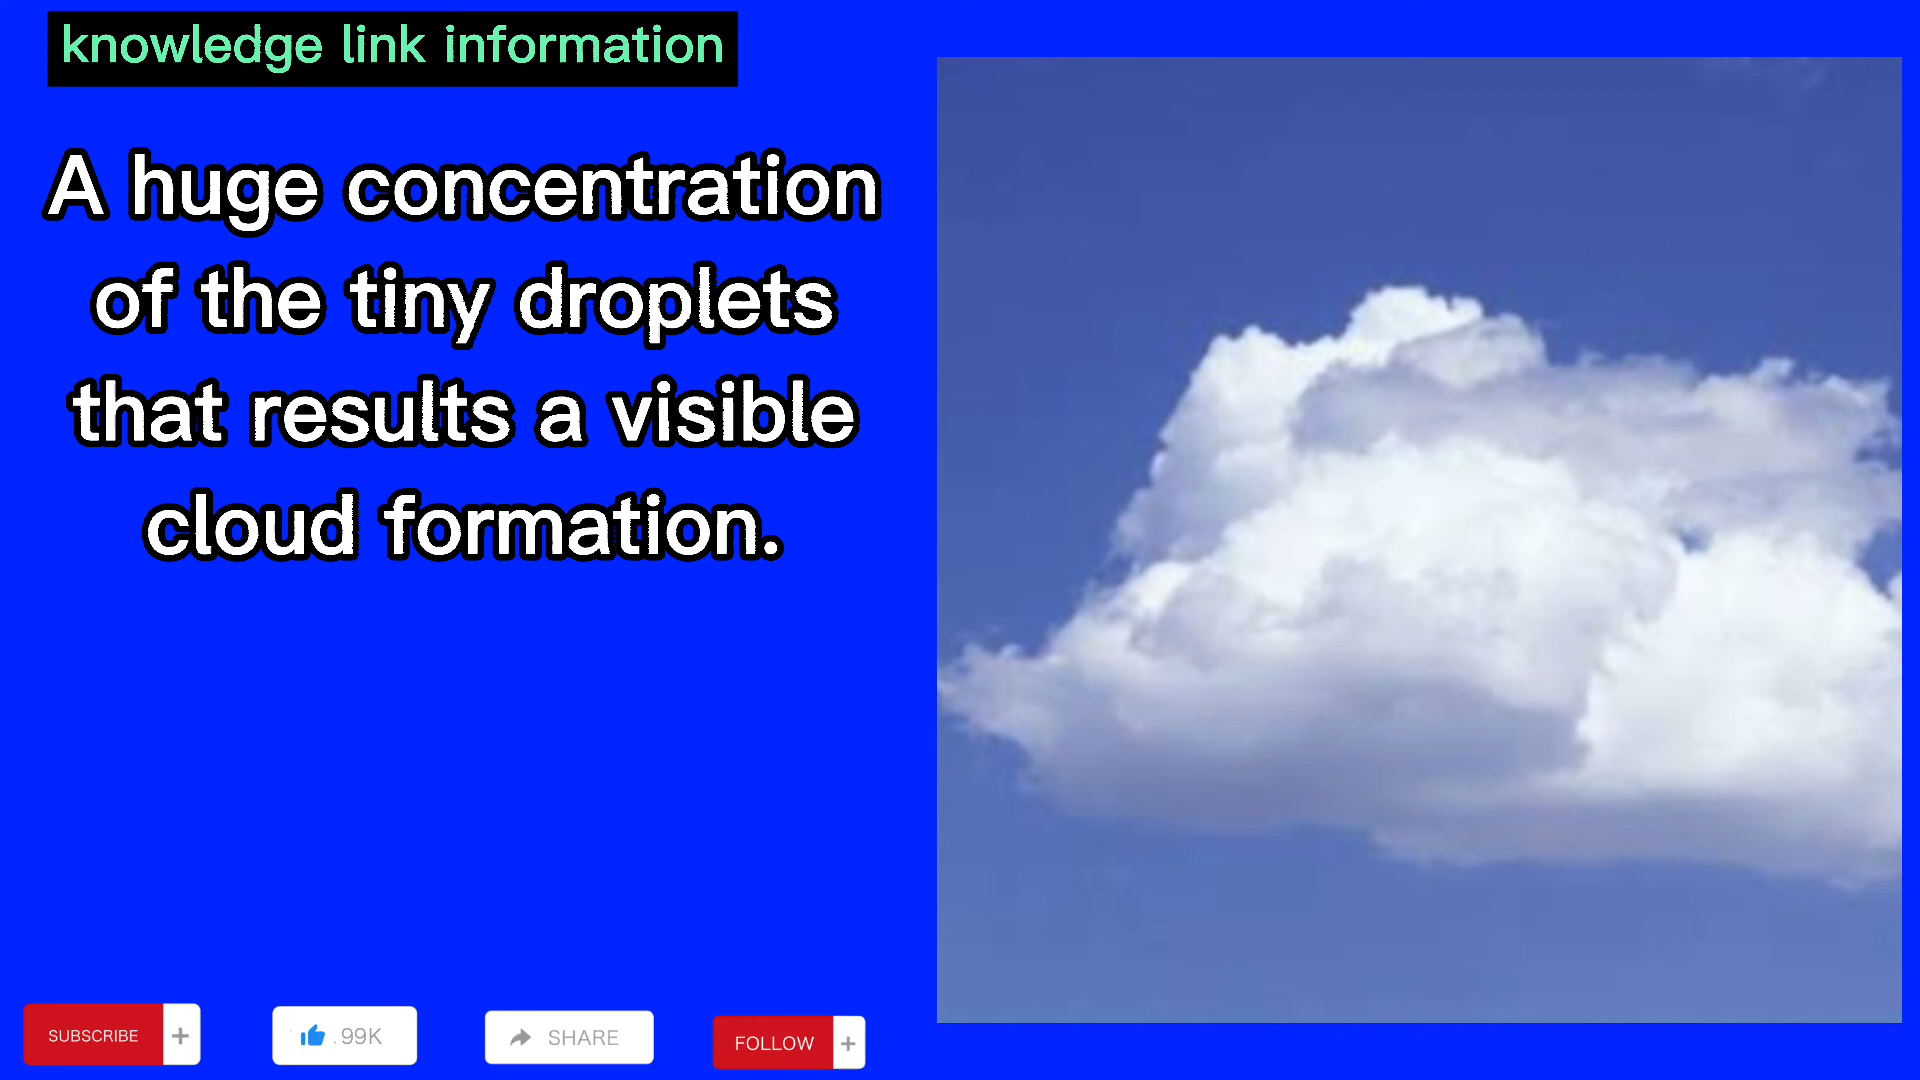 knowledge link information
A huge concentration
of the tiny droplets
that results a visible
cloud formation.
SUBSCRIBE +
99K
SHARE
FOLLOW +